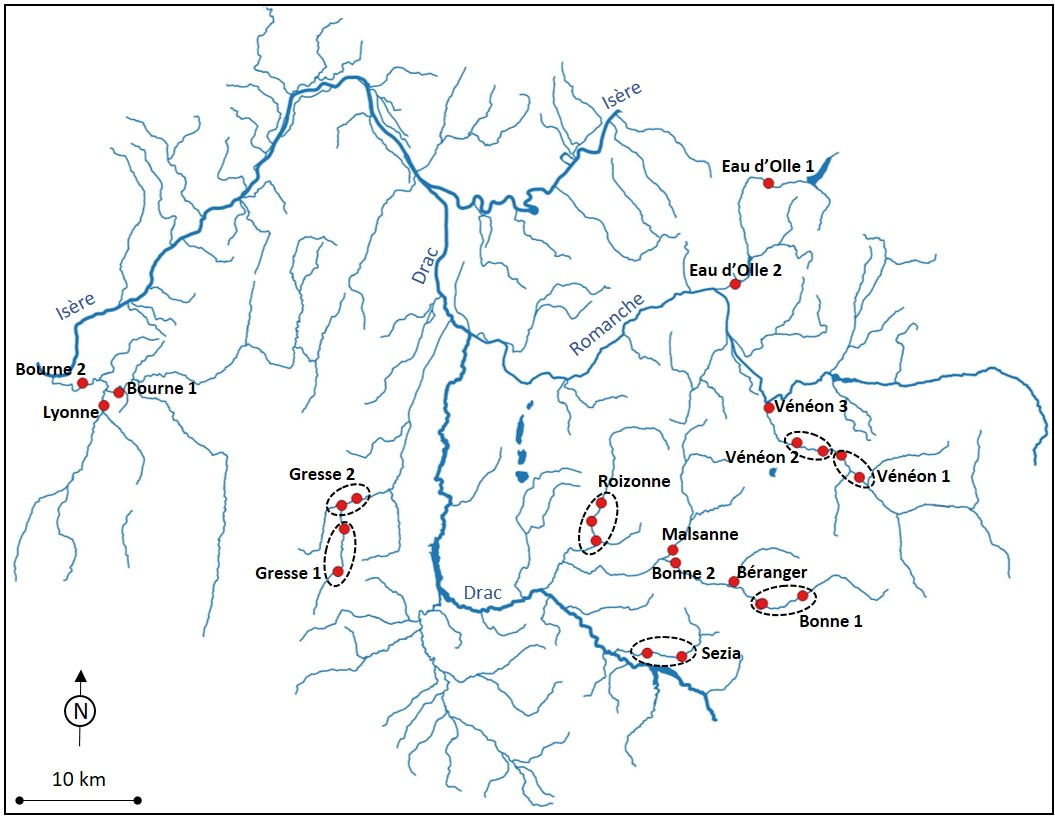 Isère
Eau d'Olle 1
Drac
Eau d'Olle 2
Isère
Romanche
Bourne 2
Bourne 1
Lyonne
Vénéon 3
Vénéon 2
Vénéon 1
Gresse 2
Roizonne
Malsanne
Gresse 1
Bonne 2
Béranger
Drac
Bonne 1
Sezia
N
10 km